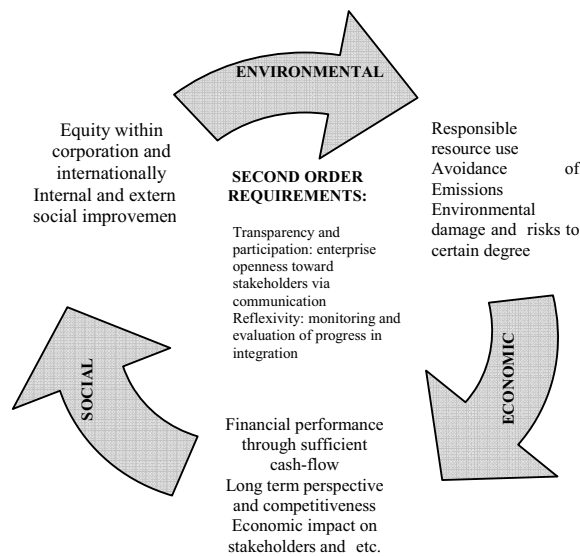 ENVIRONMENTAL
Equity within
corporation and
internationally
Internal and extern
social improvemen
SECOND ORDER
REQUIREMENTS:
Transparency and
participation: enterprise
openness toward
stakeholders via
communication
Reflexivity: monitoring and
evaluation of progress in
integration
Responsible
resource use
Avoidance of
Emissions
Environmental
damage and risks to
certain degree
ECONOMIC
Financial performance
through sufficient
cash-flow
Long term perspective
and competitiveness
Economic impact on
stakeholders and etc.
SOCIAL